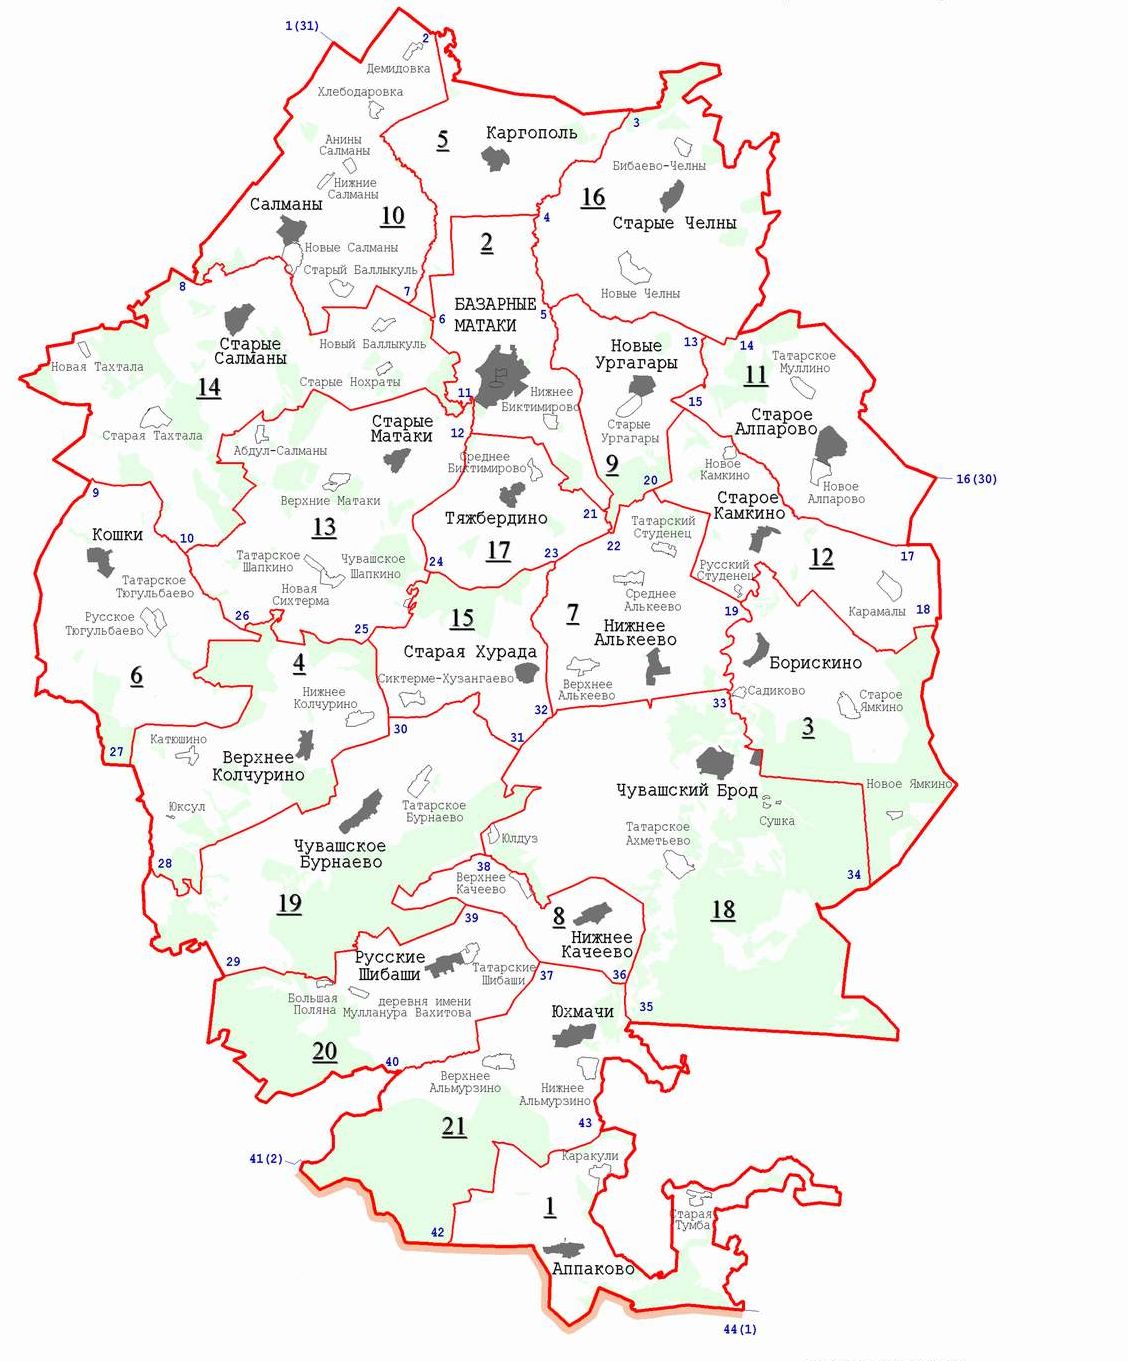 1(31)
2
Демидовка
Хлебодаровка
3
5
Каргополь
Анины
Салманы
Бибаево-Челны
Нижние
Салманы
16
Салманы
10
4
Старые Челны
2
Новые Салманы
Старый Баллыкуль
8
7
Новые Челны
БАЗАРНЫЕ
МАТАКИ
6
5
Старые
Салманы
Новый Баллыкуль
Новые
Ургагары
13
14
Новая Тахтала
Татарское
Муллино
11
14
Старые Нохраты
11
Нижнее
Биктимирово
15
Старые
Матаки
12
Старое
Алпарово
Старая Тахтала
Старые
Ургагары
Абдул-Салманы
Среднее
Биктимирово
9
Новое
Камкино
16(30)
9
20
Новое
Алпарово
Верхние Матаки
Старое
Камкино
21
Тяжбердино
13
Кошки
Татарский
Студенец
10
22
17
23
17
12
Татарское
Шапкино
Чувашское
Шапкино
24
Русский
Студенец
Татарское
Тюгульбаево
Новая
Сихтерма
Среднее
Алькеево
Русское
Тюгульбаево
26
25
15
7
19
Карамалы
18
Нижнее
Алькеево
Старая Хурада
4
Борискино
6
Сиктерме-Хузангаево
Верхнее
Алькеево
Садиково
Нижнее
Колчурино
Старое
Ямкино
33
32
30
31
3
27
Катюшино
Верхнее
Колчурино
Чувашский Брод
Новое Ямкино
Юксул
Татарское
Бурнаево
Сушка
Татарское
Ахметьево
Чувашское
Бурнаево
Юлдуз
28
38
34
Верхнее
Качеево
19
18
39
8
Нижнее
Качеево
29
Русские
Шибаши
Татарские
Шибаши
37
36
Большая
Поляна
деревня имени
Мулланура Вахитова
35
Юхмачи
20
40
Верхнее
Альмурзино
Нижнее
Альмурзино
21
43
41(2)
Каракули
1
Старая
Тумба
42
Аппаково
44(1)